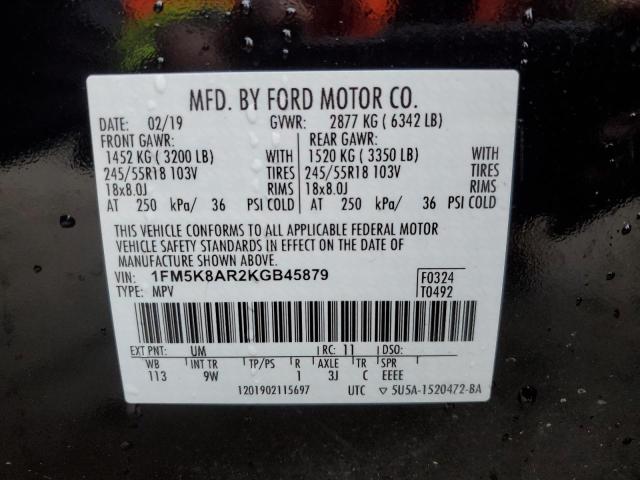 MFD. BY FORD MOTOR CO.
DATE: 02/19 GVWR: 2877 KG ( 6342 LB)
FRONT GAWR: REAR GAWR:
1452 KG ( 3200 LB) WITH 1520 KG ( 3350 LB) WITH
245/55R18 103V TIRES 245/55R18 103V TIRES
18x8.0J RIMS 18x8.0J RIMS
AT 250 kPa/ 36 PSI COLD AT 250 kPa/ 36 PSI COLD
THIS VEHICLE CONFORMS TO ALL APPLICABLE FEDERAL MOTOR
VEHICLE SAFETY STANDARDS IN EFFECT ON THE DATE OF
MANUFACTURE SHOWN ABOVE.
VIN: 1FM5K8AR2KGB45879 F0324
TYPE: MPV T0492
EXT PNT: UM RC: 11 DSO:
WB INT TR TP/PS R AXLE TR SPR
113 9W 1 3J C EEEE
1201902115697 UTC ▽ 5U5A-1520472-BA